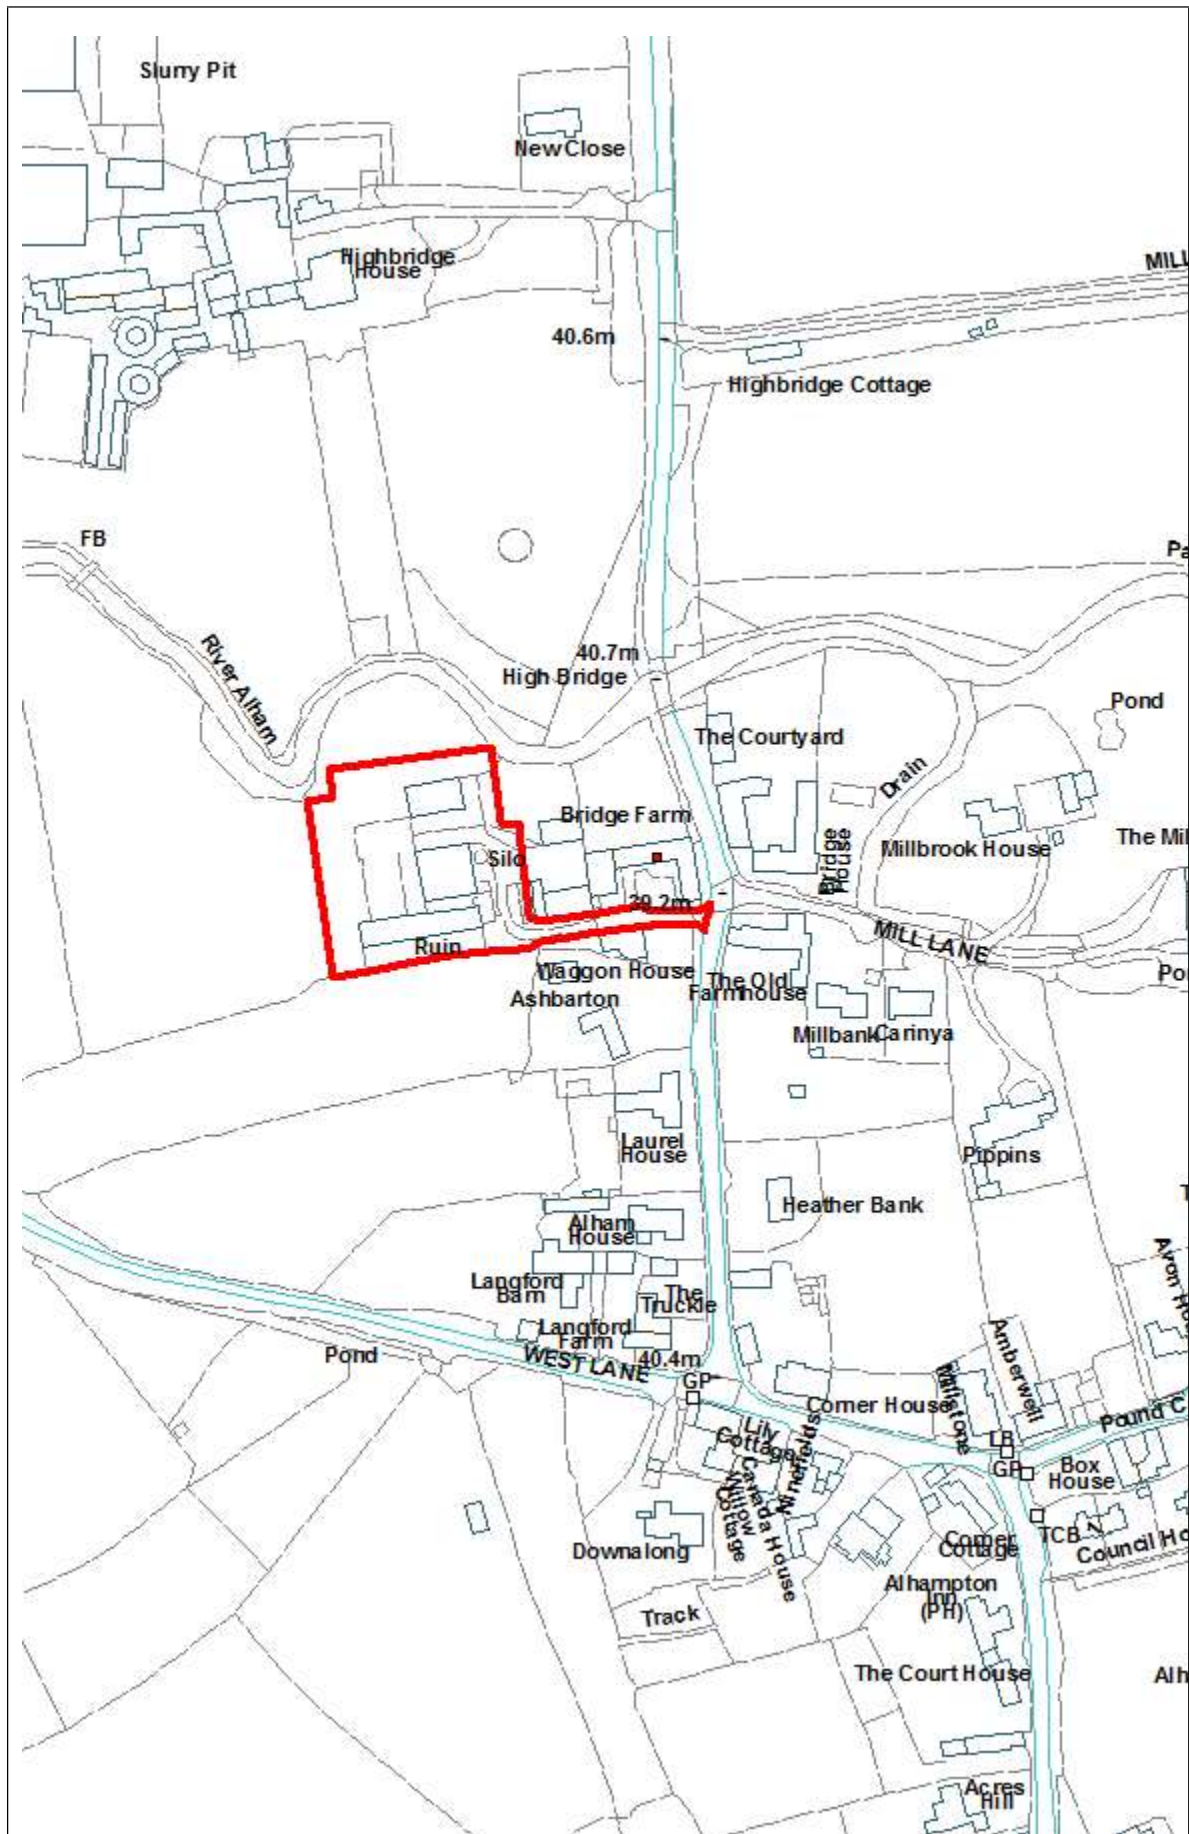 Slurry Pit
New Close
Highbridge
House
MILL
40.6m
Highbridge Cottage
FB
Pa
River Alham
40.7m
High Bridge
Pond
The Courtyard
Drain
Bridge Farm
Bridge
House
Millbrook House
The Mil
Silo
39.2m
Ruin
MILL LANE
Waggon House
The Old
Farmhouse
Po
Ashbarton
Millbank
Carinya
Laurel
House
Pippins
Heather Bank
T
Alham
House
Avon Ho
Langford
Barn
The
Truckle
Langford
Farm
Amberwell
Pond
WEST LANE
40.4m
GP
Corner House
Millstone
Pound C
Lily
Cottage
Ninefields
LB
GP
Box
House
Canada House
Willow
Cottage
TCB
Corner
Cottage
2
Council Ho
Downalong
Alhampton
Inn
(PH)
Track
The Court House
Alh
Acres
Hill